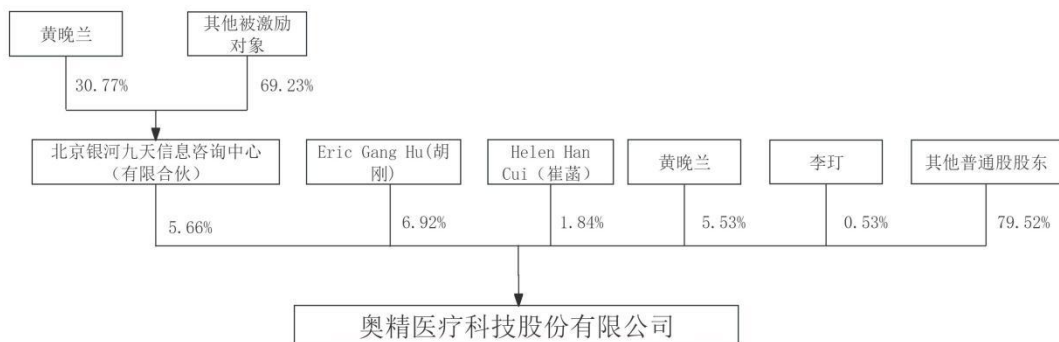 黄晚兰
其他被激励
对象
30.77%
69.23%
北京银河九天信息咨询中心
（有限合伙）
Eric Gang Hu(胡
刚)
Helen Han
Cui（崔菡）
黄晚兰
李玎
其他普通股股东
5.66%
6.92%
1.84%
5.53%
0.53%
79.52%
奥精医疗科技股份有限公司